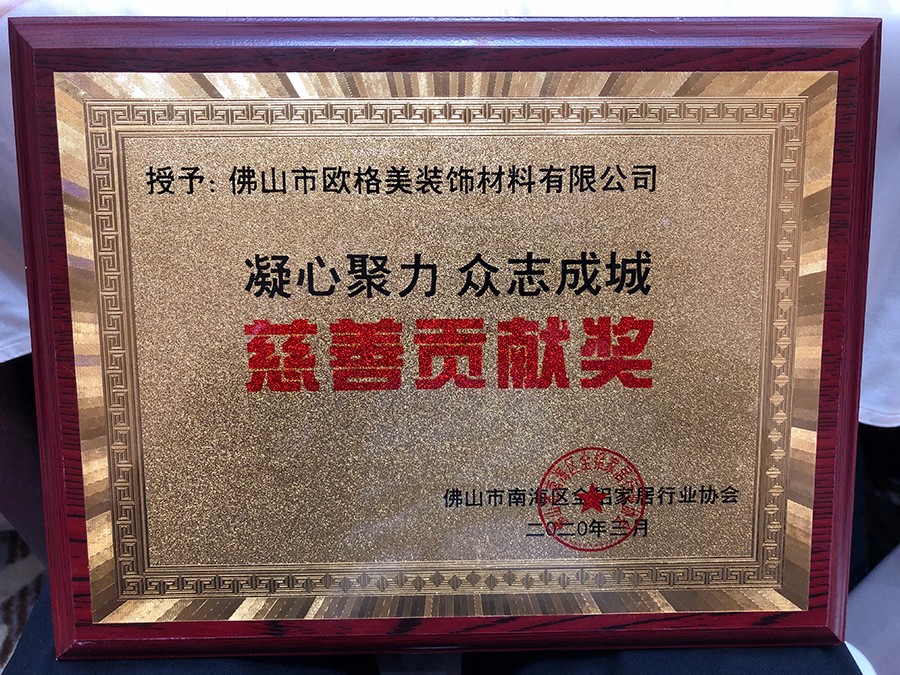 授予: 佛山市欧格美装饰材料有限公司
凝心聚力 众志成城
慈善贡献奖
佛山市南海区全铝家居行业协会
二〇二〇年三月